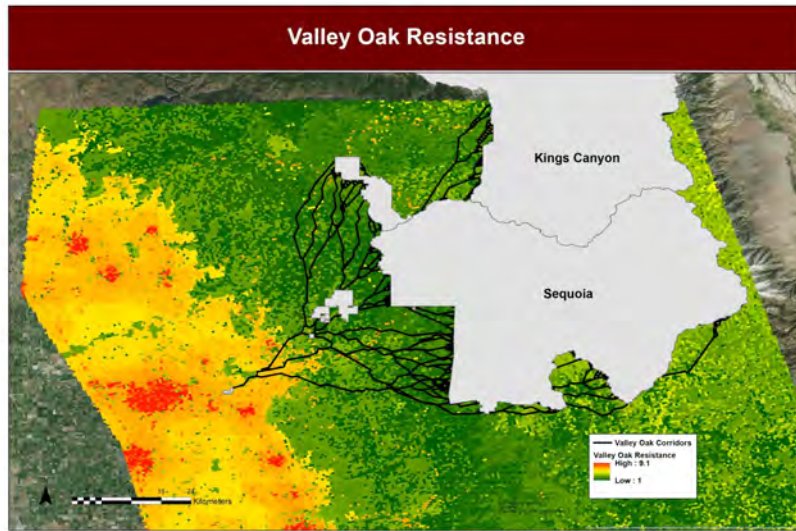 Valley Oak Resistance
Kings Canyon
Sequoia
Valley Oak Corridors
Valley Oak Resistance
High : 9.1
Low : 1
Kilometers